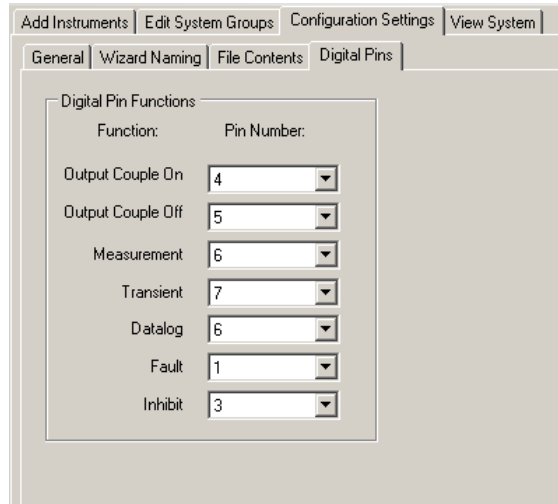 Add Instruments Edit System Groups Configuration Settings View System
General Wizard Naming File Contents Digital Pins
Digital Pin Functions
Function: Pin Number:
Output Couple On 4
Output Couple Off 5
Measurement 6
Transient 7
Datalog 6
Fault 1
Inhibit 3